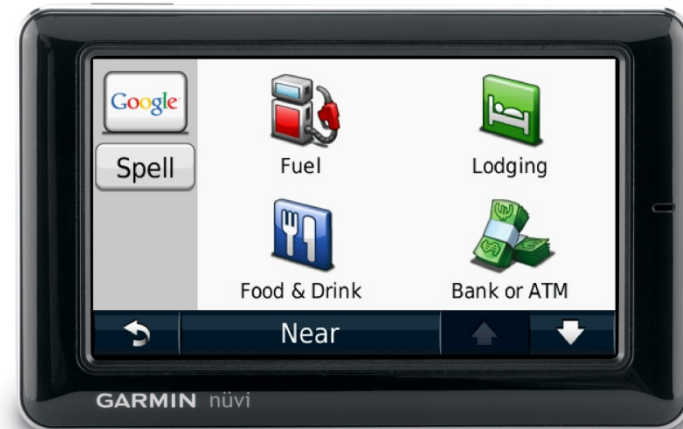 Google
Spell
Fuel
Lodging
Food & Drink
Bank or ATM
Near
GARMIN nüvi